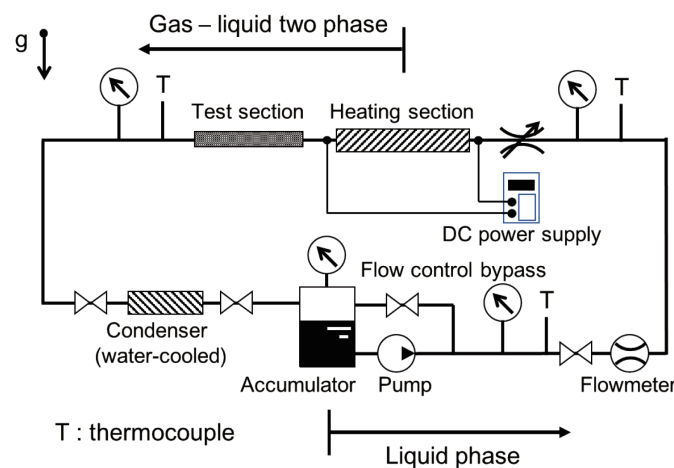 Gas – liquid two phase
g
T
Test section
Heating section
T
DC power supply
Flow control bypass
T
Condenser
(water-cooled)
Accumulator
Pump
Flowmeter
T : thermocouple
Liquid phase